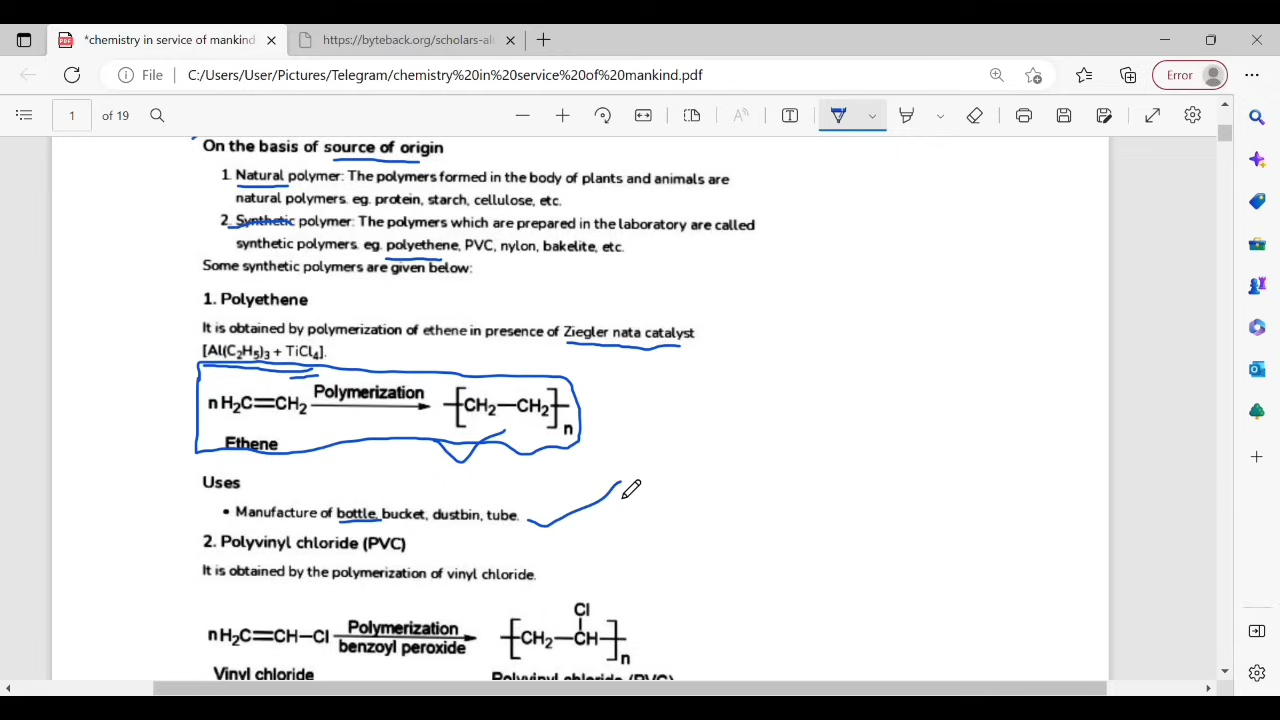 *chemistry in service of mankind
https://byteback.org/scholars-al
File
C:/Users/User/Pictures/Telegram/chemistry%20in%20service%20of%20mankind.pdf
Error
1 of 19
On the basis of source of origin
1. Natural polymer: The polymers formed in the body of plants and animals are
natural polymers. eg. protein, starch, cellulose, etc.
2. Synthetic polymer: The polymers which are prepared in the laboratory are called
synthetic polymers. eg. polyethene, PVC, nylon, bakelite, etc.
Some synthetic polymers are given below:
1. Polyethene
It is obtained by polymerization of ethene in presence of Ziegler nata catalyst
[Al(C₂H₅)₃ + TiCl₄].
n H₂C=CH₂ Polymerization [CH₂—CH₂]n
Ethene
Uses
• Manufacture of bottle, bucket, dustbin, tube.
2. Polyvinyl chloride (PVC)
It is obtained by the polymerization of vinyl chloride.
Cl
n H₂C=CH—Cl Polymerization [CH₂—CH]n
benzoyl peroxide
Vinyl chloride Polyvinyl chloride (PVC)